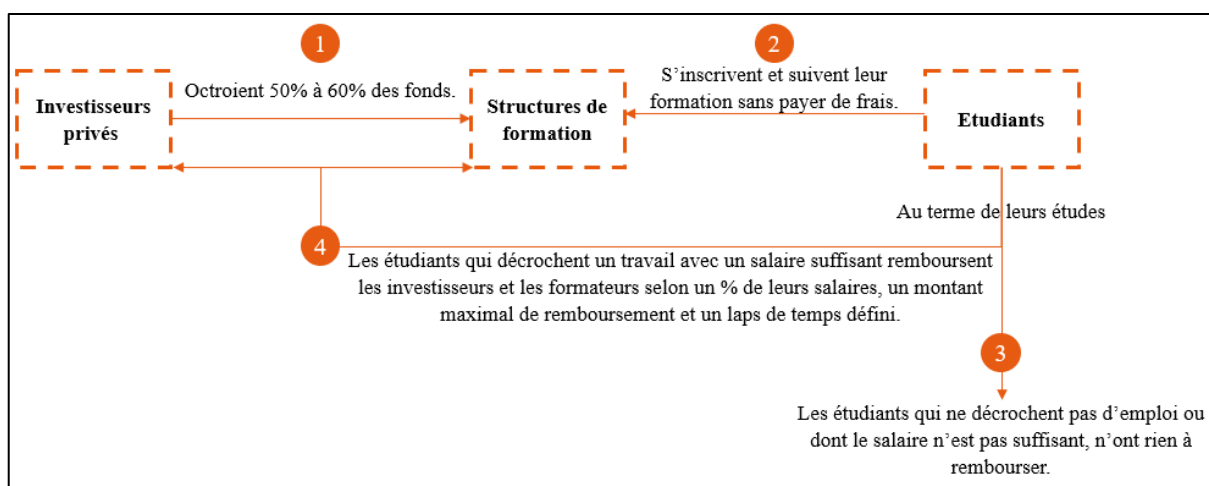 1
2
Investisseurs
privés
Octroient 50% à 60% des fonds.
Structures de
formation
S’inscrivent et suivent leur
formation sans payer de frais.
Etudiants
Au terme de leurs études
4
Les étudiants qui décrochent un travail avec un salaire suffisant remboursent
les investisseurs et les formateurs selon un % de leurs salaires, un montant
maximal de remboursement et un laps de temps défini.
3
Les étudiants qui ne décrochent pas d’emploi ou
dont le salaire n’est pas suffisant, n’ont rien à
rembourser.